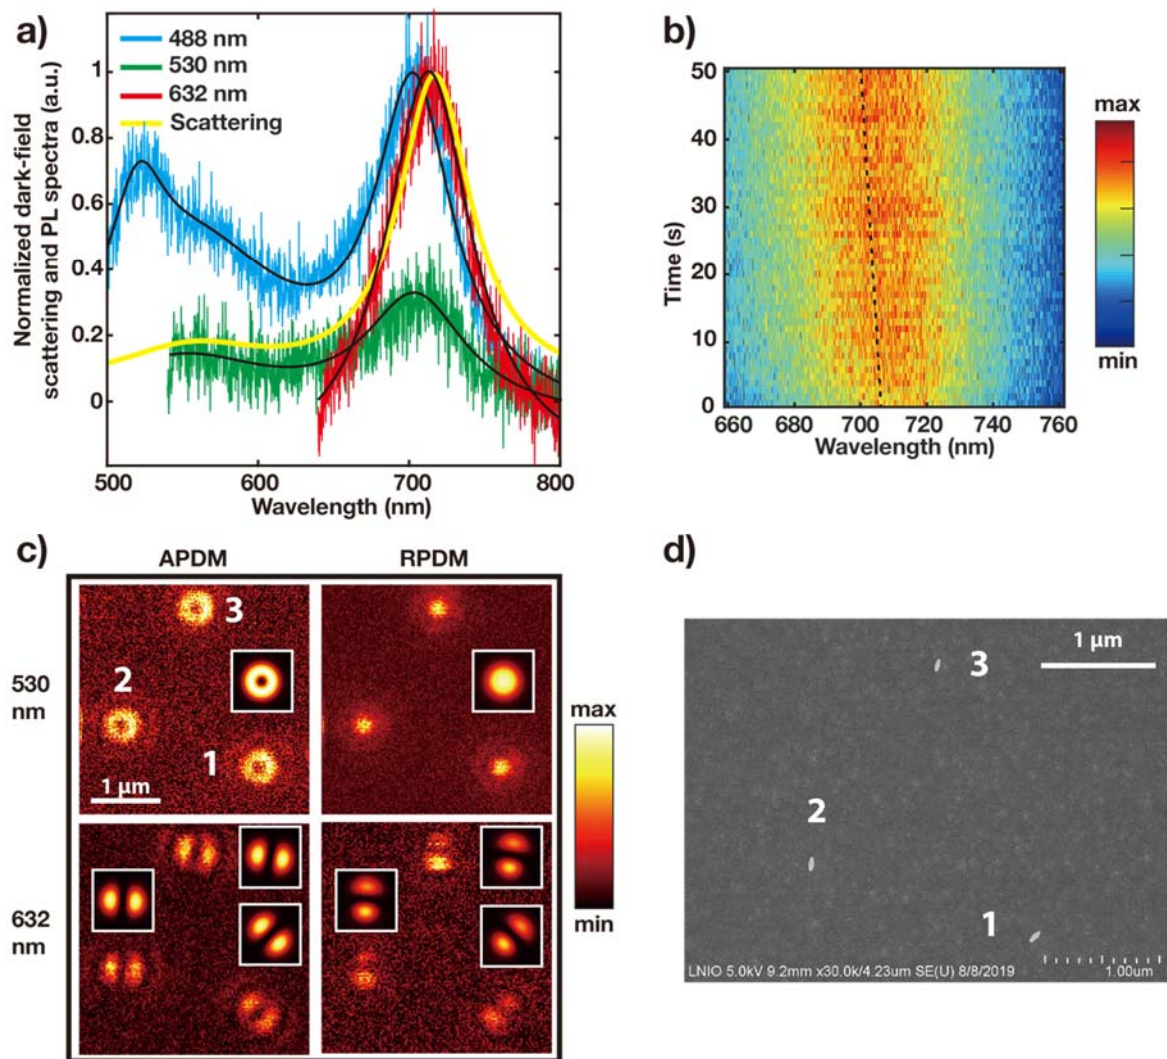 a)
488 nm
530 nm
632 nm
Scattering
Normalized dark-field
scattering and PL spectra (a.u.)
1
0.8
0.6
0.4
0.2
0
500
600
700
800
Wavelength (nm)
b)
Time (s)
50
40
30
20
10
0
660
680
700
720
740
760
Wavelength (nm)
max
min
c)
APDM
RPDM
530
nm
632
nm
3
2
1
1 µm
max
min
d)
3
1 µm
2
1
LNIO 5.0kV 9.2mm x30.0k/4.23um SE(U) 8/8/2019
1.00um